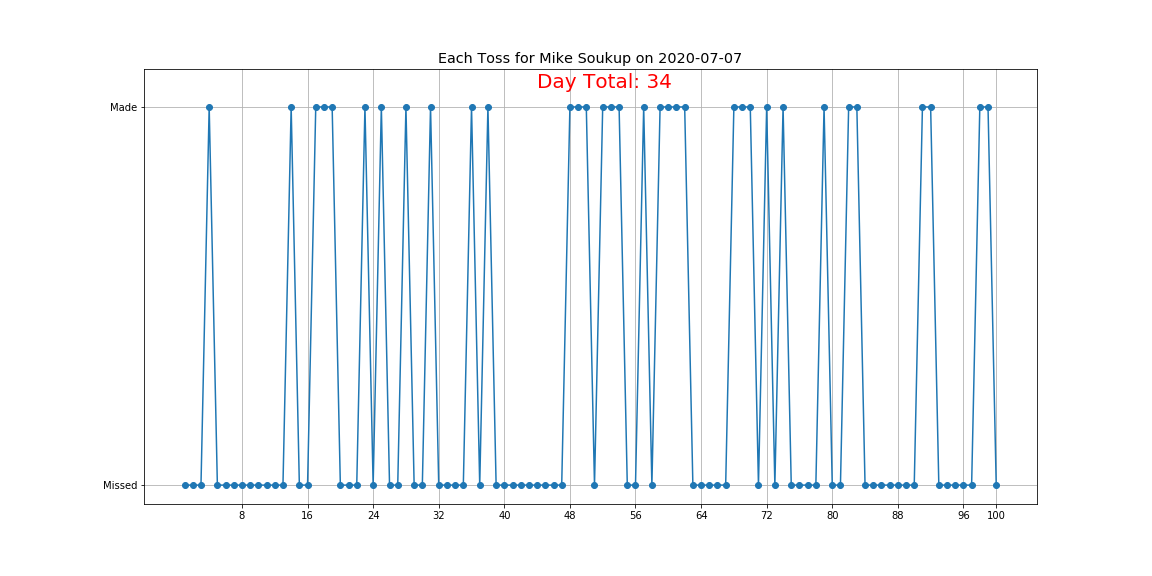 Each Toss for Mike Soukup on 2020-07-07
Day Total: 34
Made
Missed
8 16 24 32 40 48 56 64 72 80 88 96 100